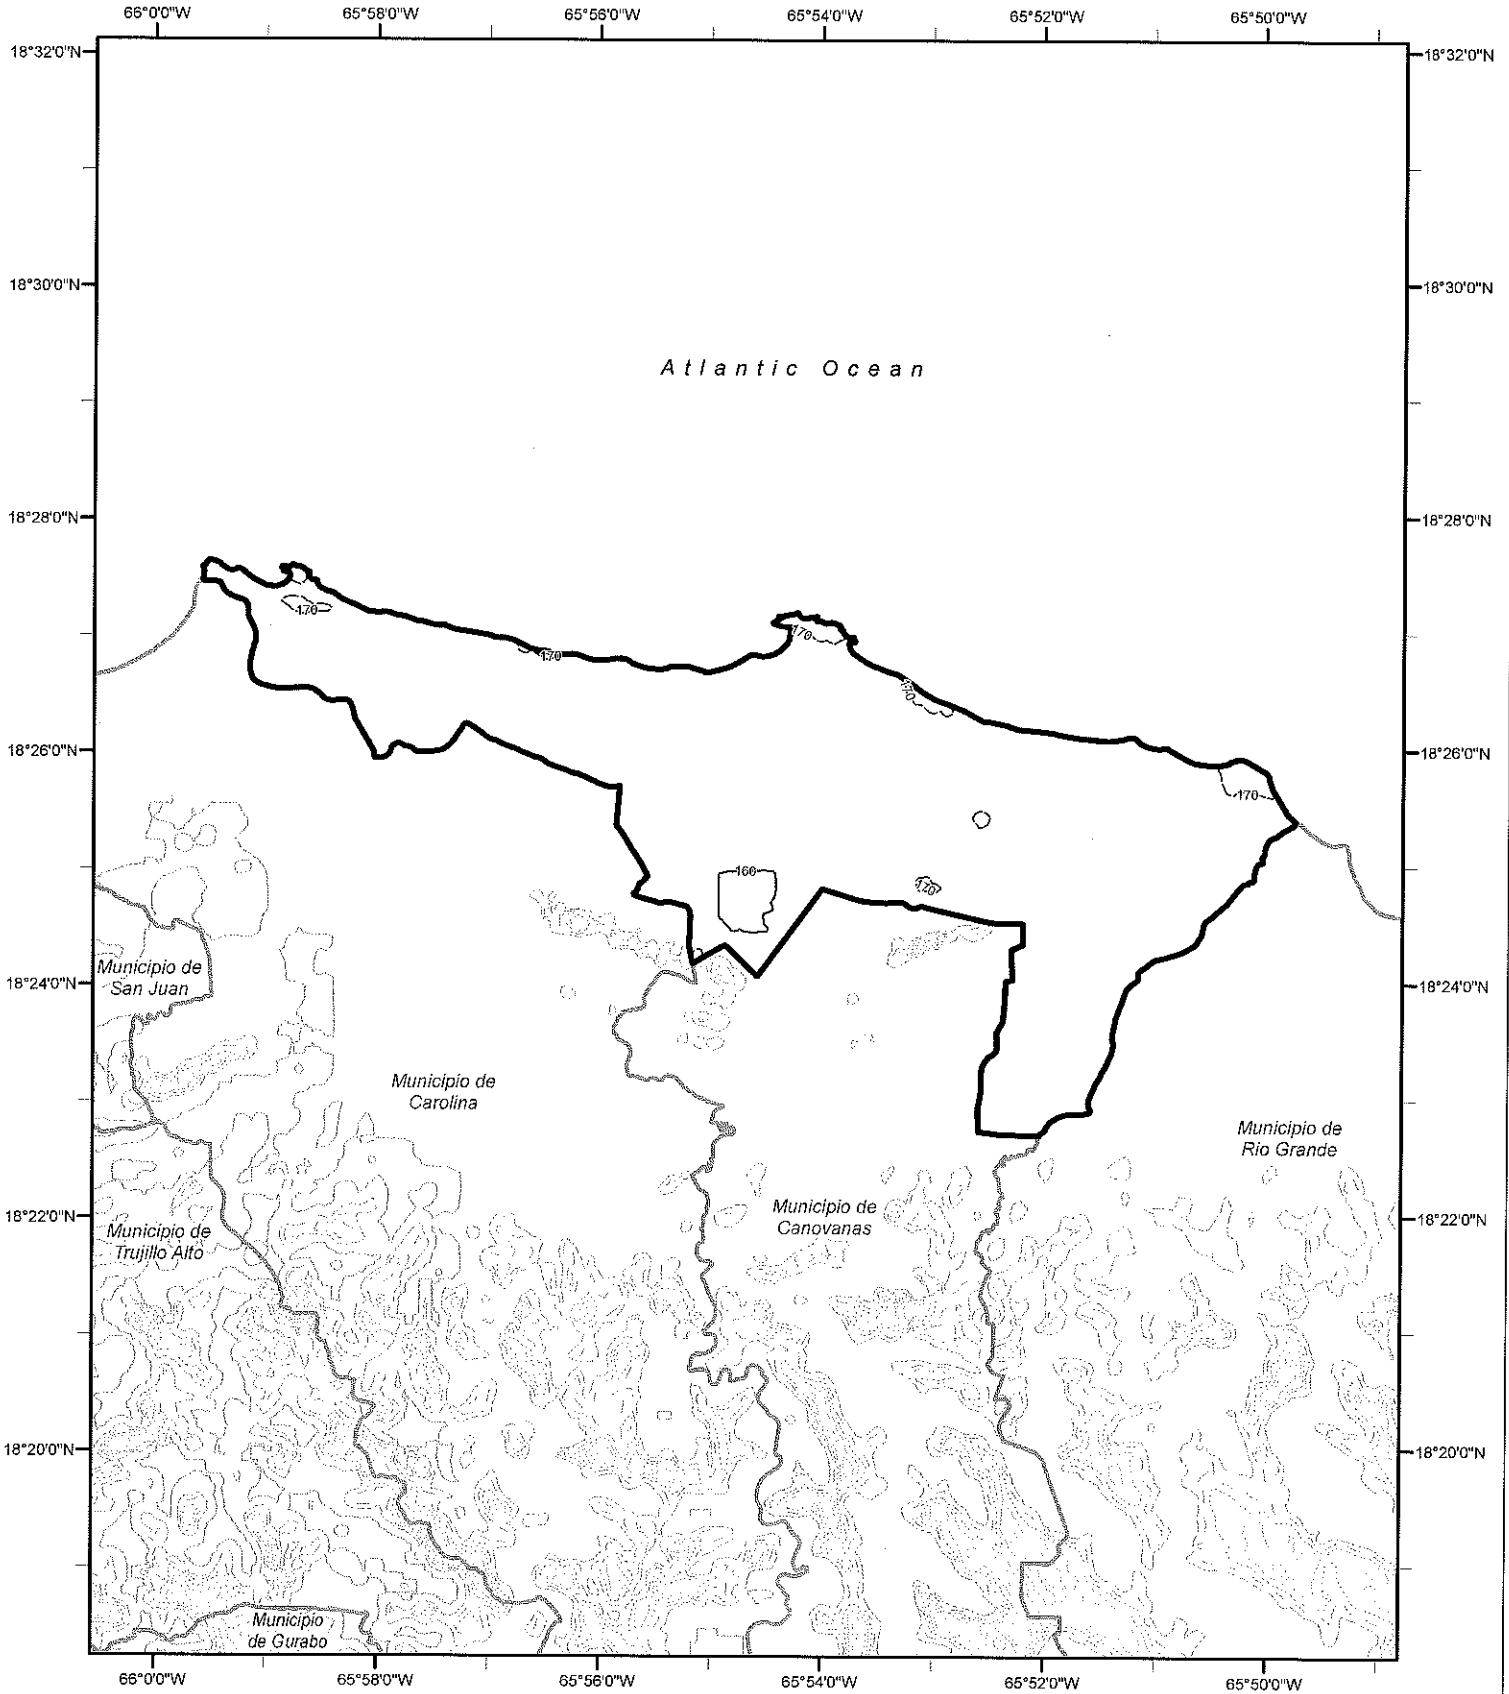 66°0'0"W 65°58'0"W 65°56'0"W 65°54'0"W 65°52'0"W 65°50'0"W
18°32'0"N 18°32'0"N
18°30'0"N 18°30'0"N
Atlantic Ocean
18°28'0"N 18°28'0"N
170
170
170
170
18°26'0"N 18°26'0"N
170
160
170
Municipio de
San Juan
18°24'0"N 18°24'0"N
Municipio de
Carolina
Municipio de
Rio Grande
Municipio de
Canovanas
18°22'0"N 18°22'0"N
Municipio de
Trujillo Alto
18°20'0"N 18°20'0"N
Municipio
de Gurabo
66°0'0"W 65°58'0"W 65°56'0"W 65°54'0"W 65°52'0"W 65°50'0"W